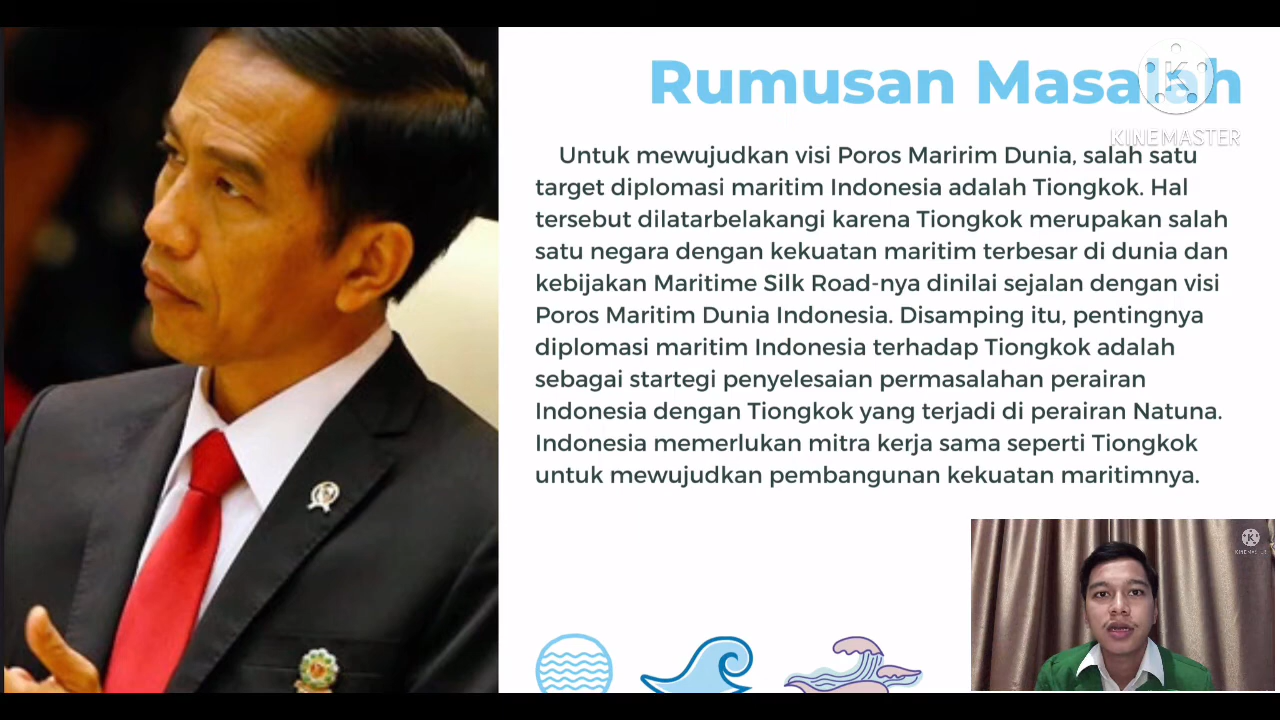 Rumusan Masalah
KINEMASTER
Untuk mewujudkan visi Poros Maririm Dunia, salah satu
target diplomasi maritim Indonesia adalah Tiongkok. Hal
tersebut dilatarbelakangi karena Tiongkok merupakan salah
satu negara dengan kekuatan maritim terbesar di dunia dan
kebijakan Maritime Silk Road-nya dinilai sejalan dengan visi
Poros Maritim Dunia Indonesia. Disamping itu, pentingnya
diplomasi maritim Indonesia terhadap Tiongkok adalah
sebagai startegi penyelesaian permasalahan perairan
Indonesia dengan Tiongkok yang terjadi di perairan Natuna.
Indonesia memerlukan mitra kerja sama seperti Tiongkok
untuk mewujudkan pembangunan kekuatan maritimnya.
KINEMASTER